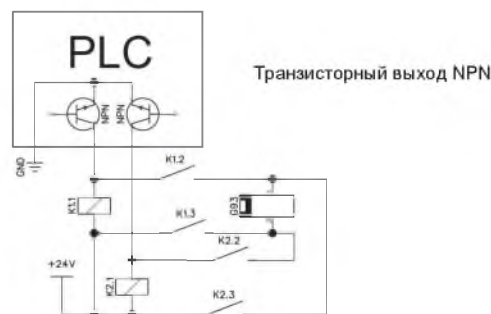 PLC
Транзисторный выход NPN
NPN
NPN
GND
K1.2
K1.1
G93
K1.3
K2.2
+24V
K2.1
K2.3